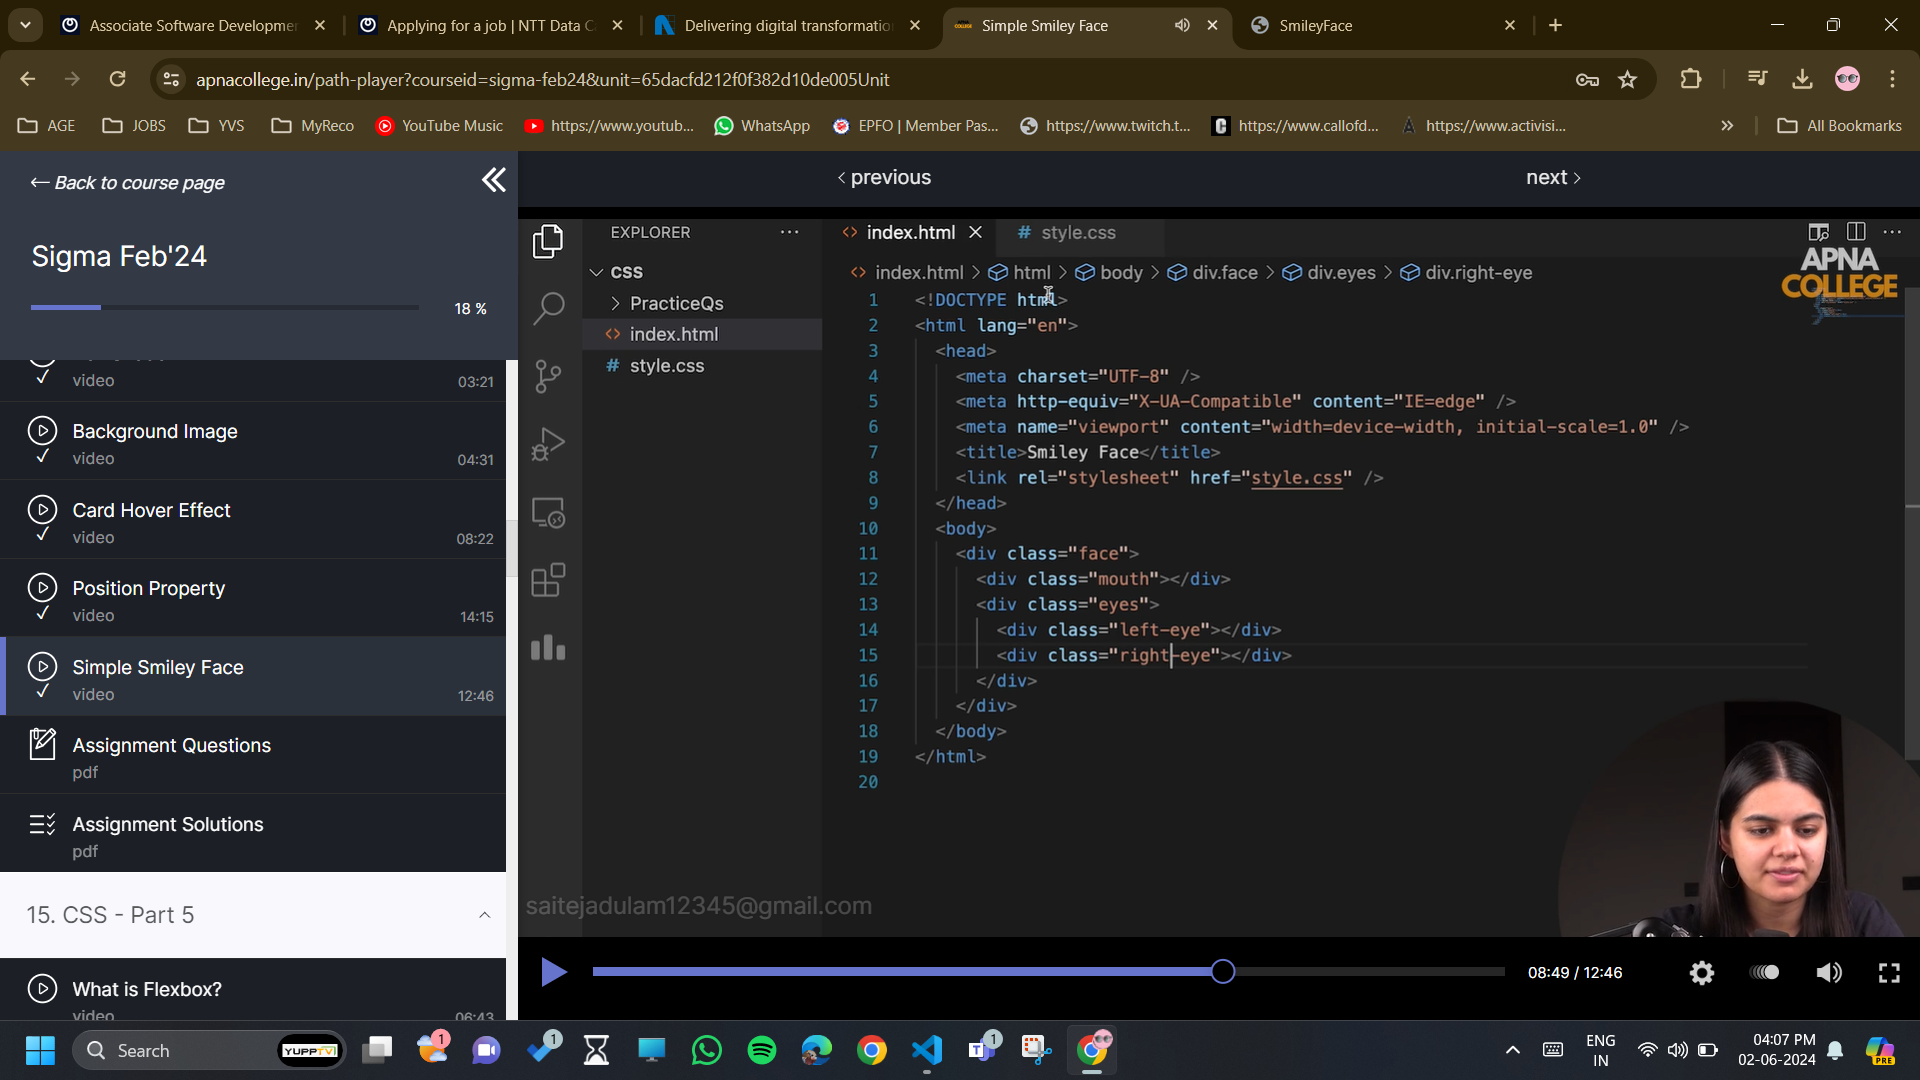 Associate Software Developmer
Applying for a job | NTT Data C
Delivering digital transformatio
Simple Smiley Face
SmileyFace
apnacollege.in/path-player?courseid=sigma-feb24&unit=65dacfd212f0f382d10de005Unit
AGE
JOBS
YVS
MyReco
YouTube Music
https://www.youtub...
WhatsApp
EPFO | Member Pas...
https://www.twitch.t...
https://www.callofd...
https://www.activisi...
All Bookmarks
← Back to course page
Sigma Feb'24
18 %
video
03:21
Background Image
video
04:31
Card Hover Effect
video
08:22
Position Property
video
14:15
Simple Smiley Face
video
12:46
Assignment Questions
pdf
Assignment Solutions
pdf
15. CSS - Part 5
What is Flexbox?
video
06:43
‹ previous
next ›
EXPLORER
CSS
PracticeQs
index.html
style.css
index.html
style.css
index.html > html > body > div.face > div.eyes > div.right-eye
APNA
COLLEGE
1 <!DOCTYPE html>
2 <html lang="en">
3 <head>
4 <meta charset="UTF-8" />
5 <meta http-equiv="X-UA-Compatible" content="IE=edge" />
6 <meta name="viewport" content="width=device-width, initial-scale=1.0" />
7 <title>Smiley Face</title>
8 <link rel="stylesheet" href="style.css" />
9 </head>
10 <body>
11 <div class="face">
12 <div class="mouth"></div>
13 <div class="eyes">
14 <div class="left-eye"></div>
15 <div class="right-eye"></div>
16 </div>
17 </div>
18 </body>
19 </html>
20
saitejadulam12345@gmail.com
08:49 / 12:46
Search
YUPPTV
1
1
1
ENG
IN
04:07 PM
02-06-2024
PRE